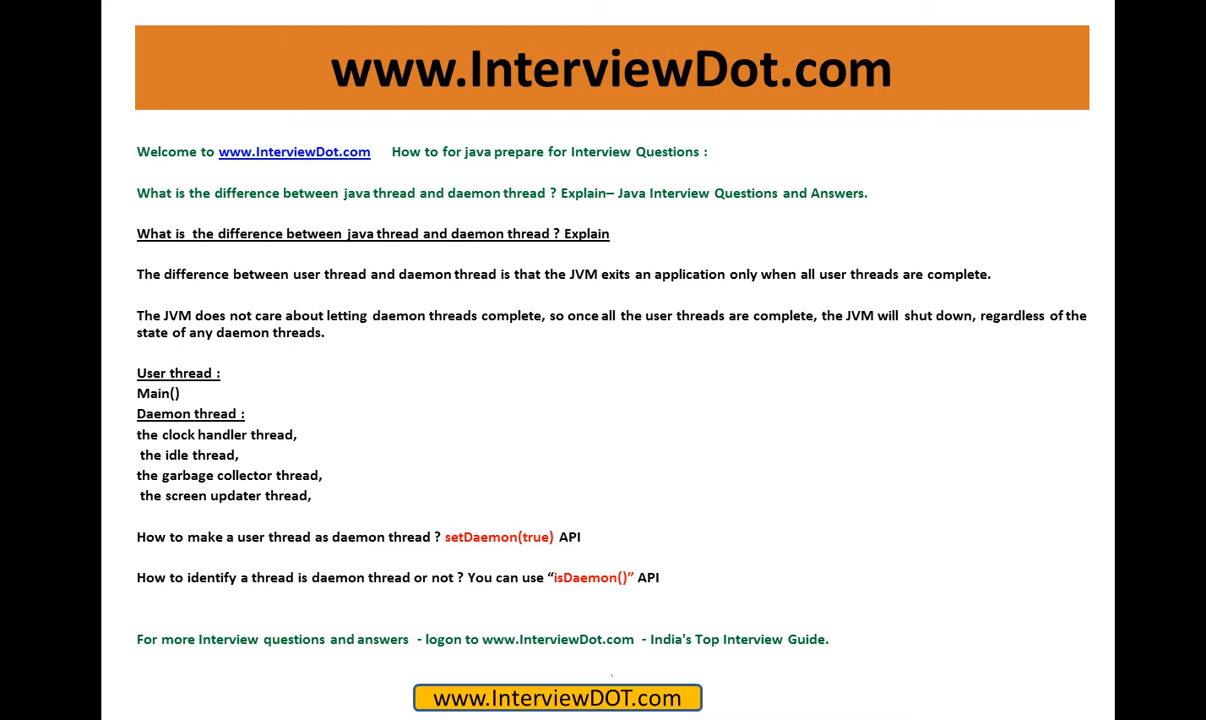 www.InterviewDot.com
Welcome to www.InterviewDot.com How to for java prepare for Interview Questions :
What is the difference between java thread and daemon thread ? Explain– Java Interview Questions and Answers.
What is the difference between java thread and daemon thread ? Explain
The difference between user thread and daemon thread is that the JVM exits an application only when all user threads are complete.
The JVM does not care about letting daemon threads complete, so once all the user threads are complete, the JVM will shut down, regardless of the
state of any daemon threads.
User thread :
Main()
Daemon thread :
the clock handler thread,
the idle thread,
the garbage collector thread,
the screen updater thread,
How to make a user thread as daemon thread ? setDaemon(true) API
How to identify a thread is daemon thread or not ? You can use “isDaemon()” API
For more Interview questions and answers - logon to www.InterviewDot.com - India's Top Interview Guide.
www.InterviewDOT.com